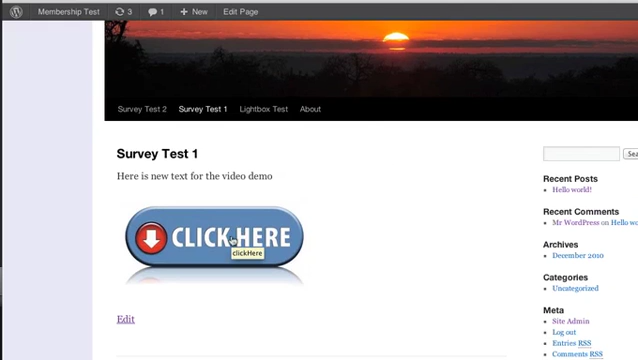 Membership Test 3 1 + New Edit Page
Survey Test 2 Survey Test 1 Lightbox Test About
Survey Test 1
Here is new text for the video demo
CLICK HERE
clickHere
Edit
Sea
Recent Posts
Hello world!
Recent Comments
Mr WordPress on Hello wo
Archives
December 2010
Categories
Uncategorized
Meta
Site Admin
Log out
Entries RSS
Comments RSS